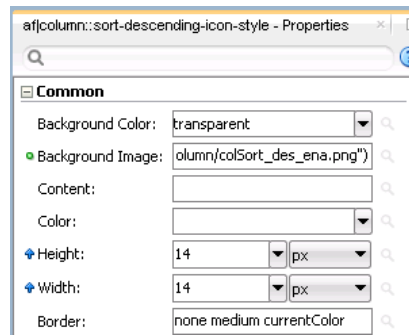 af|column::sort-descending-icon-style - Properties
Common
Background Color: transparent
Background Image: olumn/colSort_des_ena.png")
Content:
Color:
Height: 14 px
Width: 14 px
Border: none medium currentColor